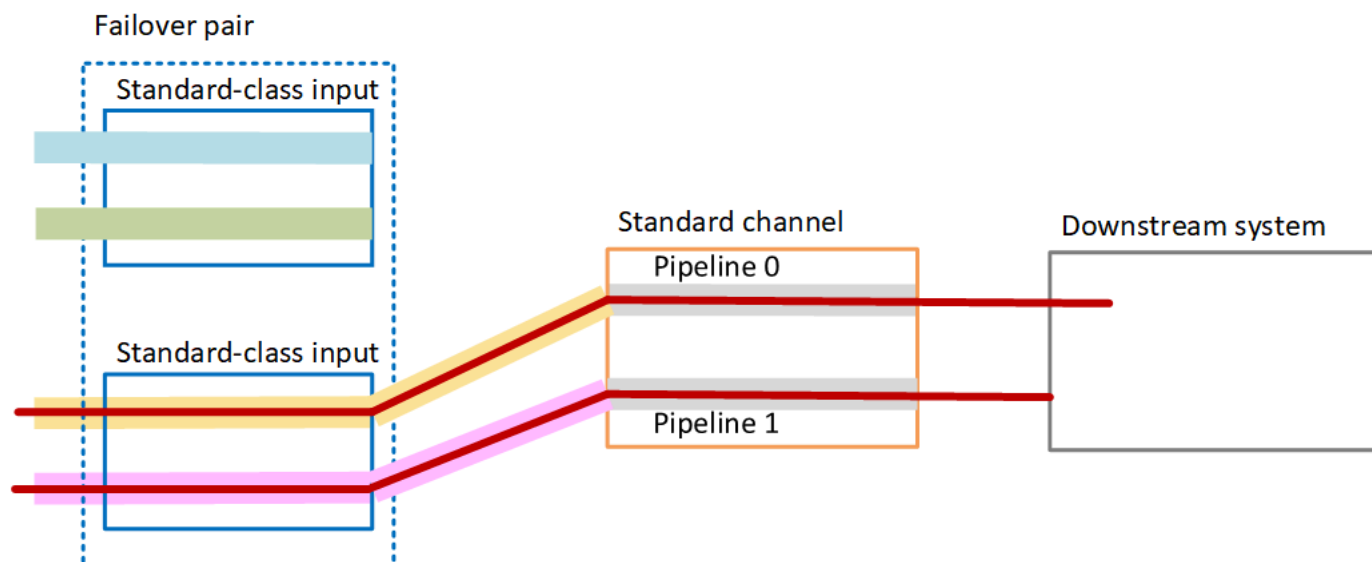 Failover pair
Standard-class input
Standard channel
Downstream system
Pipeline 0
Standard-class input
Pipeline 1